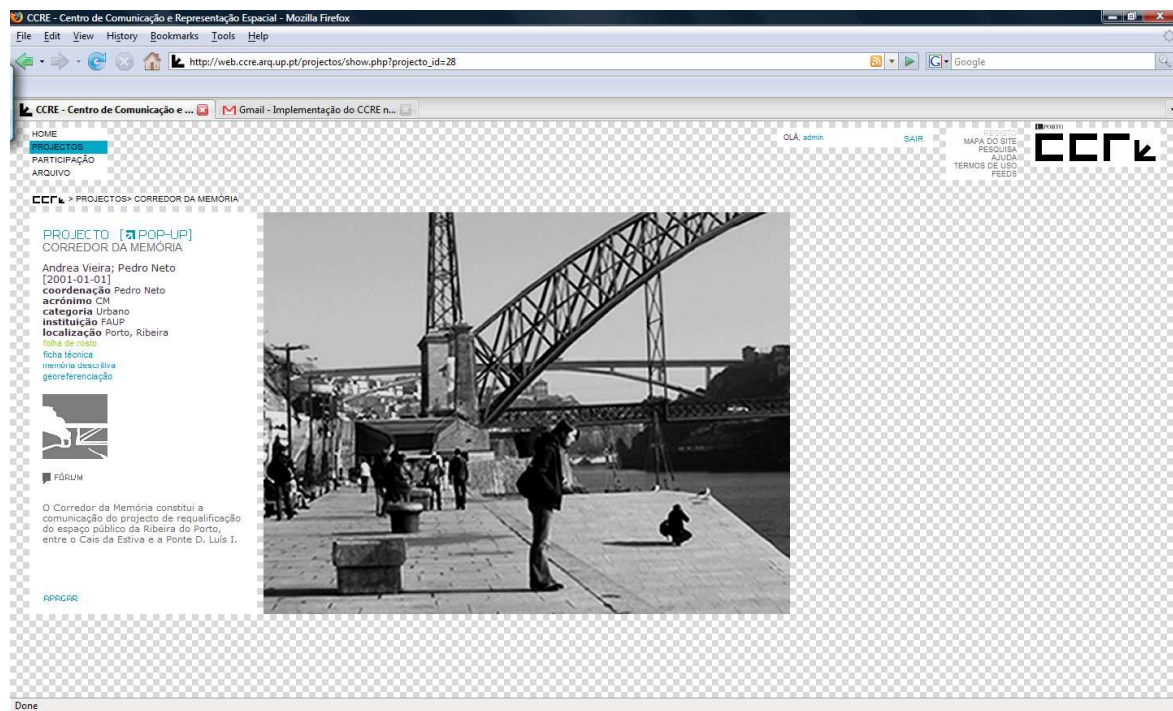 CCRE - Centro de Comunicação e Representação Espacial - Mozilla Firefox
File Edit View History Bookmarks Tools Help
http://web.ccre.arq.up.pt/projectos/show.php?projecto_id=28
Google
CCRE - Centro de Comunicação e ...
Gmail - Implementação do CCRE n...
HOME
PROJECTOS
PARTICIPAÇÃO
ARQUIVO
OLÁ, admin
SAIR
REGISTO
MAPA DO SITE
PESQUISA
AJUDA
TERMOS DE USO
FEEDS
U.PORTO
CCRE
CCRE > PROJECTOS> CORREDOR DA MEMÓRIA
PROJECTO [POP-UP]
CORREDOR DA MEMÓRIA
Andrea Vieira; Pedro Neto
[2001-01-01]
coordenação Pedro Neto
acrónimo CM
categoria Urbano
instituição FAUP
localização Porto, Ribeira
folha de rosto
ficha técnica
memória descritiva
georeferenciação
FÓRUM
O Corredor da Memória constitui a
comunicação do projecto de requalificação
do espaço público da Ribeira do Porto,
entre o Cais da Estiva e a Ponte D. Luís I.
APAGAR
Done